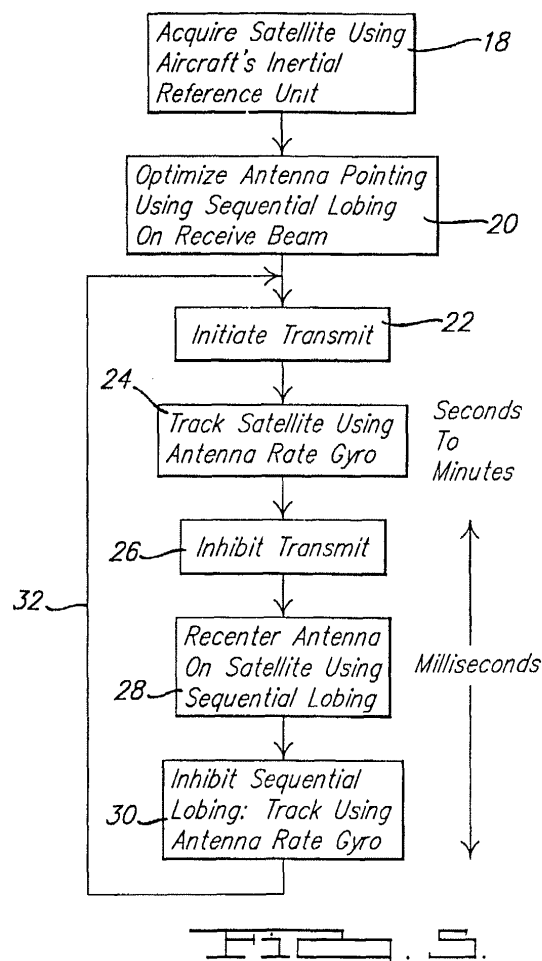 Acquire Satellite Using
Aircraft's Inertial
Reference Unit
18
Optimize Antenna Pointing
Using Sequential Lobing
On Receive Beam
20
Initiate Transmit
22
24
Track Satellite Using
Antenna Rate Gyro
Seconds
To
Minutes
26
Inhibit Transmit
32
Recenter Antenna
On Satellite Using
28
Sequential Lobing
Milliseconds
Inhibit Sequential
Lobing: Track Using
30
Antenna Rate Gyro
Fig. 5.